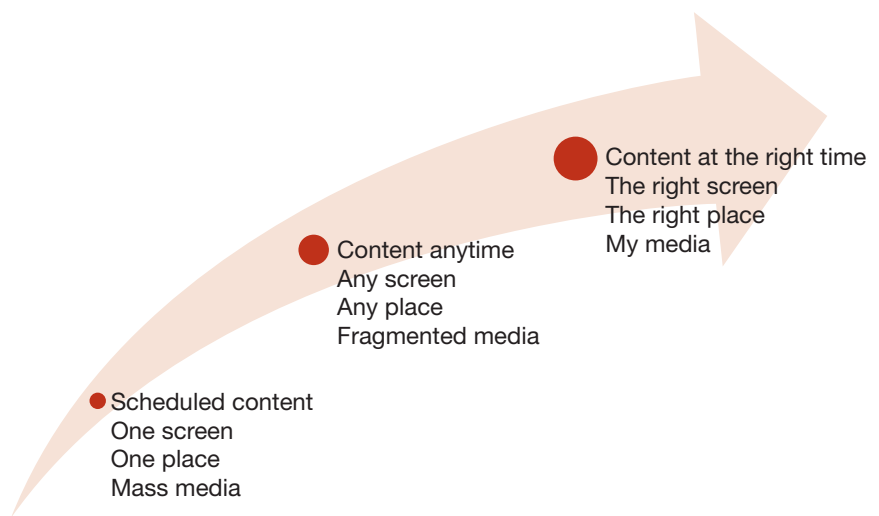 Content at the right time
The right screen
The right place
My media
Content anytime
Any screen
Any place
Fragmented media
Scheduled content
One screen
One place
Mass media